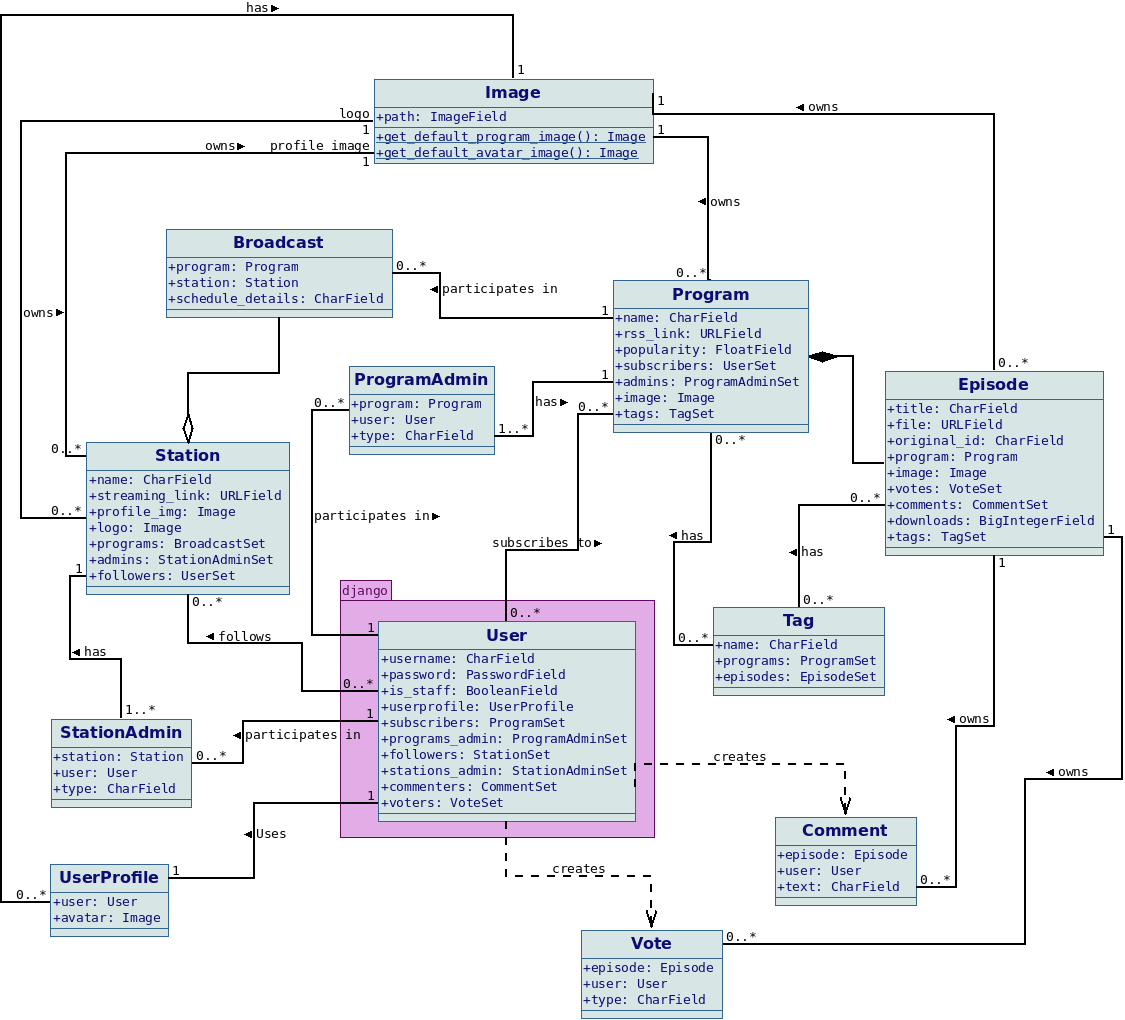 has►
1
Image
+path: ImageField
+get_default_program_image(): Image
+get_default_avatar_image(): Image
logo
1
owns► profile image
1
1
◄ owns
1
◄ owns
0..*
Broadcast
+program: Program
+station: Station
+schedule_details: CharField
0..*
◄ participates in
1
owns►
Program
+name: CharField
+rss_link: URLField
+popularity: FloatField
+subscribers: UserSet
+admins: ProgramAdminSet
+image: Image
+tags: TagSet
1
0..*
0..*
0..*
ProgramAdmin
+program: Program
+user: User
+type: CharField
0..*
1..*
has►
Episode
+title: CharField
+file: URLField
+original_id: CharField
+program: Program
+image: Image
+votes: VoteSet
+comments: CommentSet
+downloads: BigIntegerField
+tags: TagSet
0..*
1
1
0..*
0..*
Station
+name: CharField
+streaming_link: URLField
+profile_img: Image
+logo: Image
+programs: BroadcastSet
+admins: StationAdminSet
+followers: UserSet
1
0..*
participates in►
subscribes to►
◄ has
◄ has
0..*
0..*
Tag
+name: CharField
+programs: ProgramSet
+episodes: EpisodeSet
django
0..*
1
User
+username: CharField
+password: PasswordField
+is_staff: BooleanField
+userprofile: UserProfile
+subscribers: ProgramSet
+programs_admin: ProgramAdminSet
+followers: StationSet
+stations_admin: StationAdminSet
+commenters: CommentSet
+voters: VoteSet
◄ follows
0..*
◄ has
1..*
StationAdmin
+station: Station
+user: User
+type: CharField
0..*
◄ participates in
1
1
◄ Uses
1
UserProfile
+user: User
+avatar: Image
0..*
creates
creates
◄ owns
◄ owns
Comment
+episode: Episode
+user: User
+text: CharField
0..*
Vote
+episode: Episode
+user: User
+type: CharField
0..*